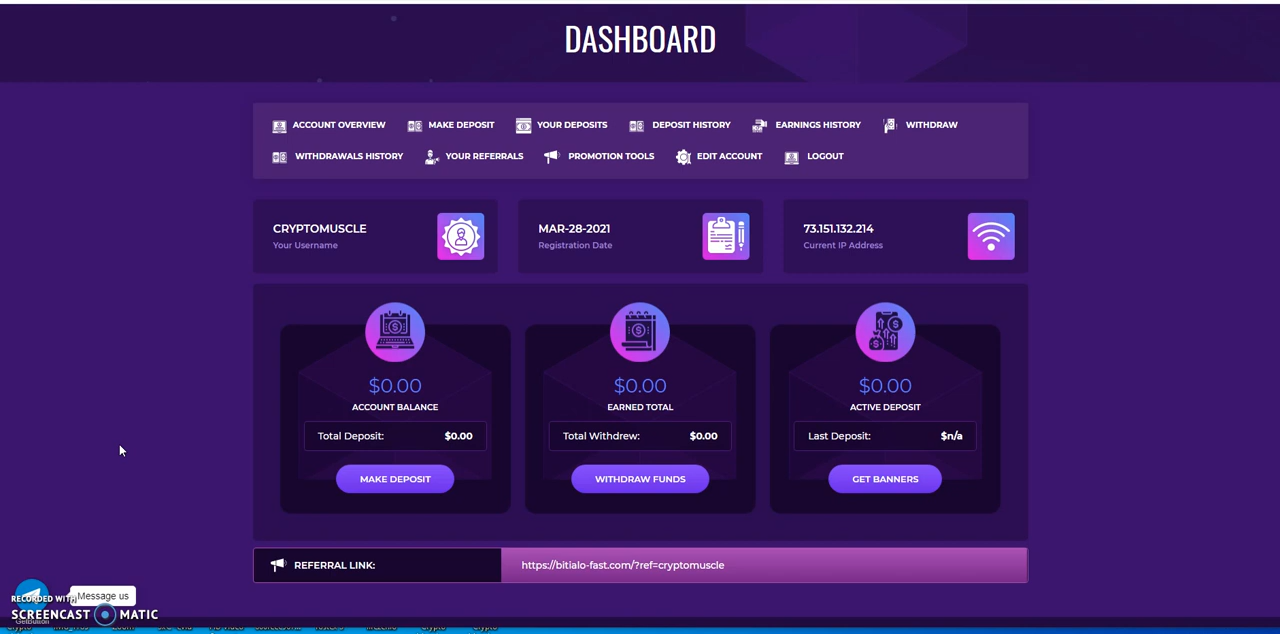 DASHBOARD
ACCOUNT OVERVIEW MAKE DEPOSIT YOUR DEPOSITS DEPOSIT HISTORY EARNINGS HISTORY WITHDRAW
WITHDRAWALS HISTORY YOUR REFERRALS PROMOTION TOOLS EDIT ACCOUNT LOGOUT
CRYPTOMUSCLE
Your Username
MAR-28-2021
Registration Date
73.151.132.214
Current IP Address
$0.00
ACCOUNT BALANCE
Total Deposit: $0.00
MAKE DEPOSIT
$0.00
EARNED TOTAL
Total Withdrew: $0.00
WITHDRAW FUNDS
$0.00
ACTIVE DEPOSIT
Last Deposit: $n/a
GET BANNERS
REFERRAL LINK: https://bitialo-fast.com/?ref=cryptomuscle
Message us
RECORDED WITH
SCREENCAST MATIC
GetButton